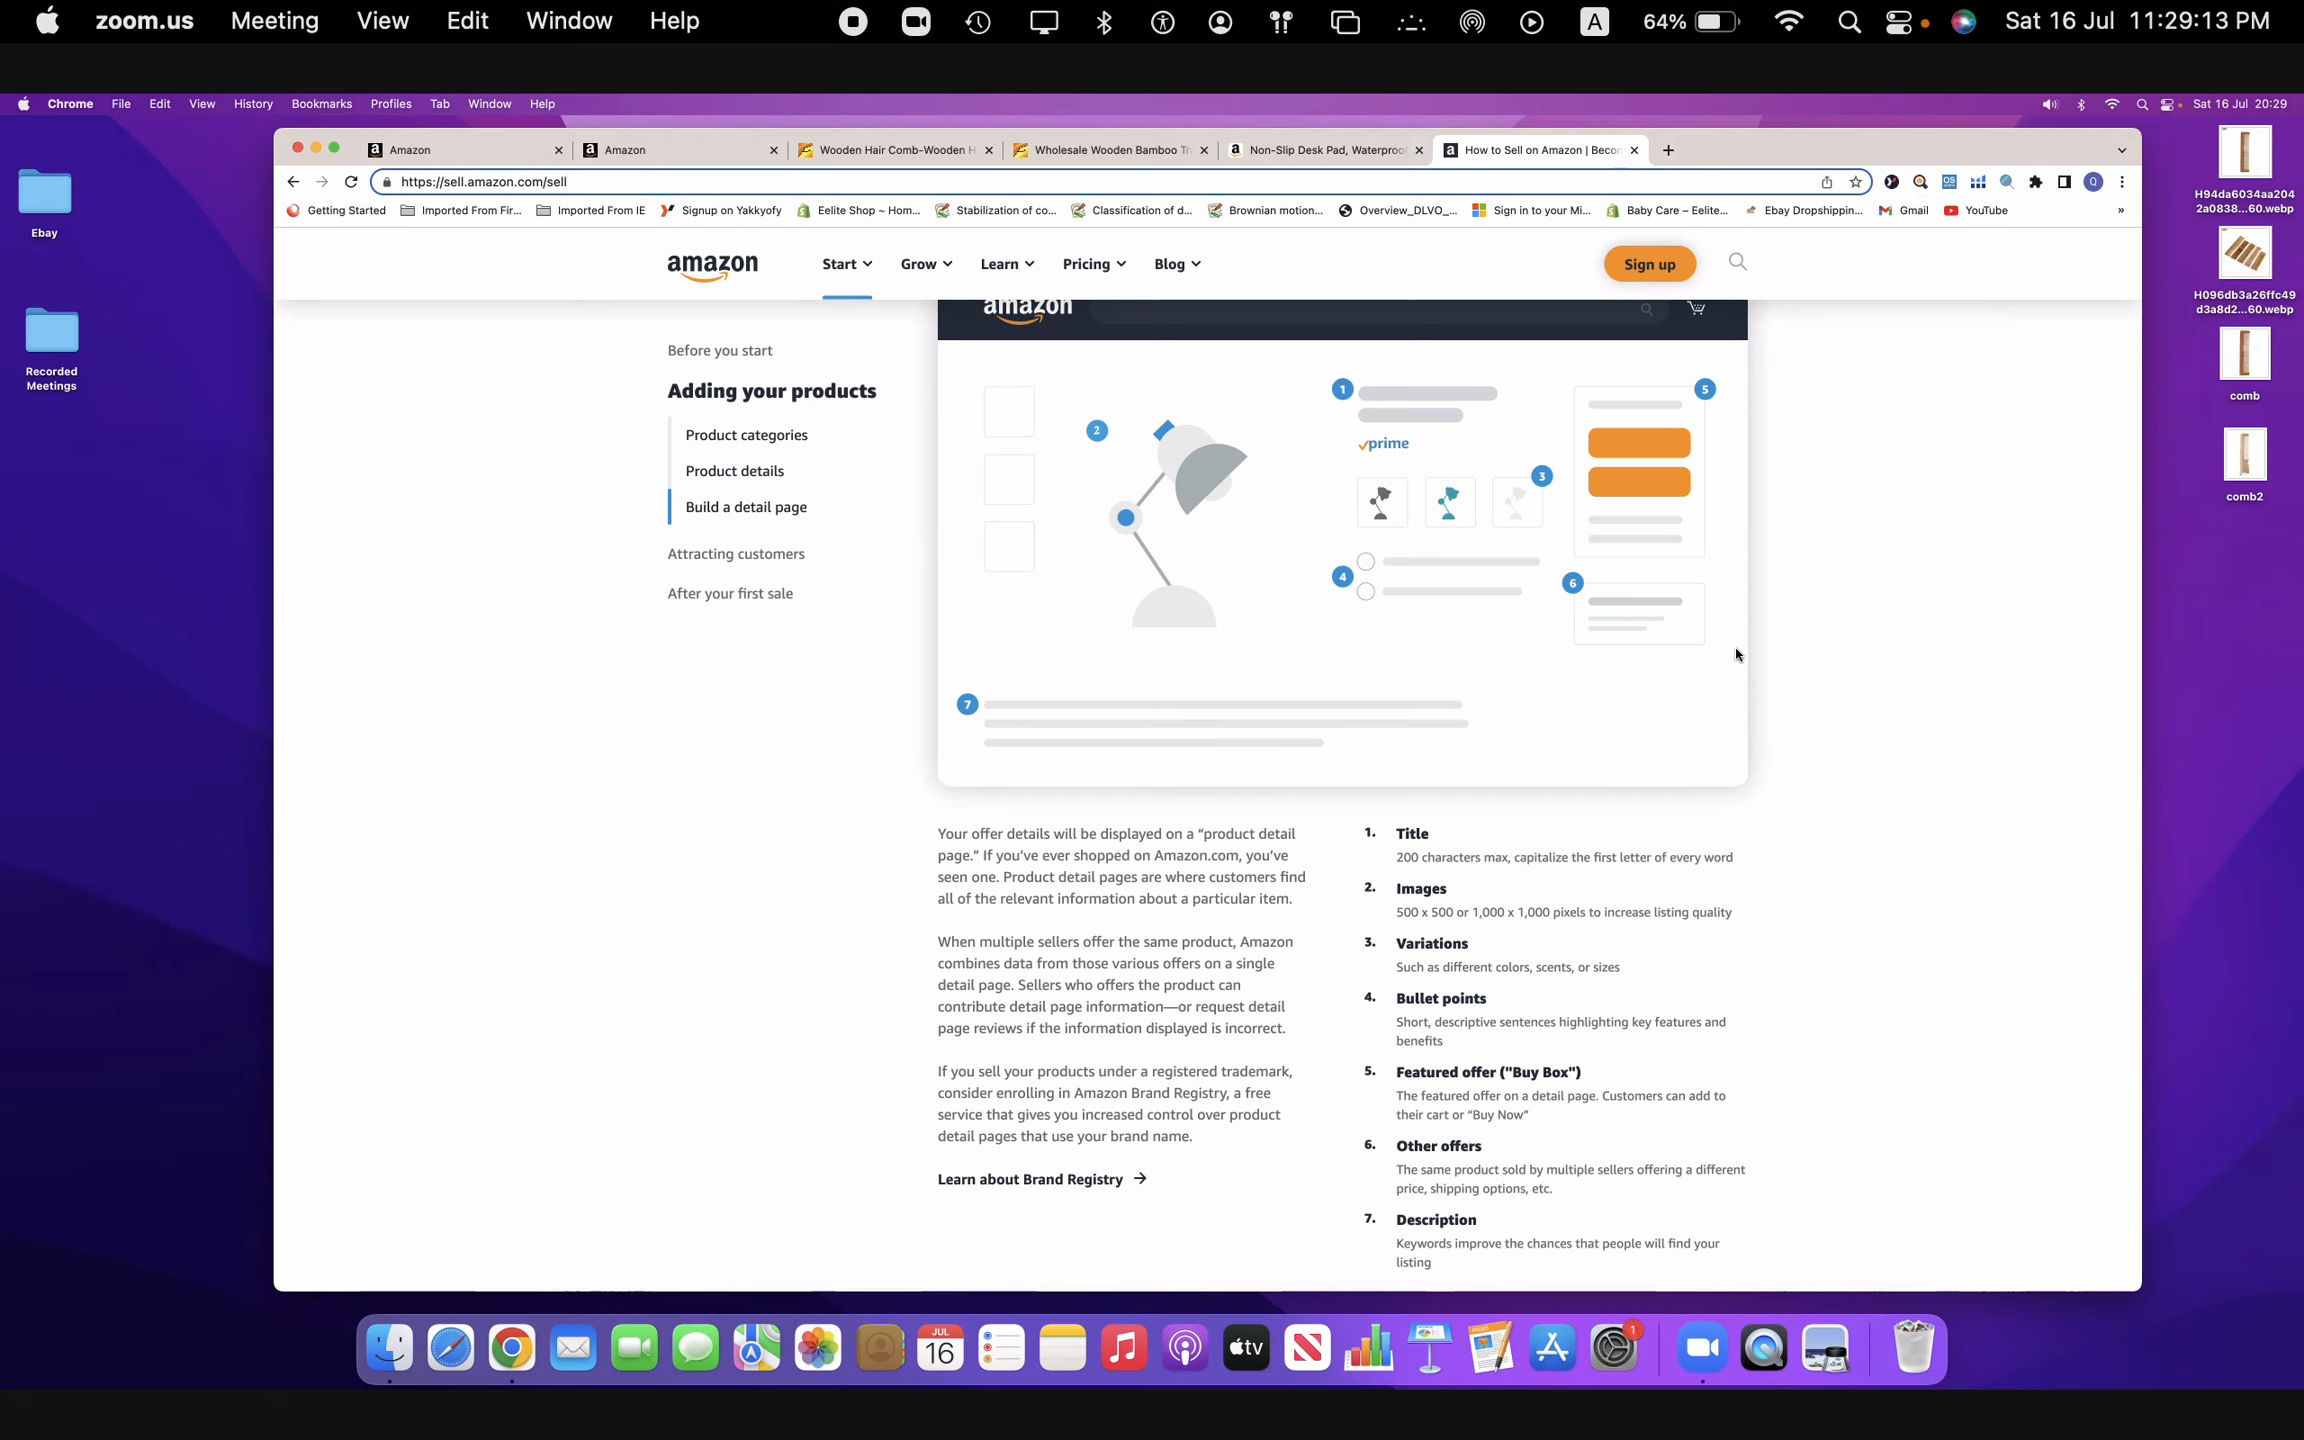 zoom.us Meeting View Edit Window Help A 64% Sat 16 Jul 11:29:13 PM
Chrome File Edit View History Bookmarks Profiles Tab Window Help Sat 16 Jul 20:29
Amazon Amazon Wooden Hair Comb-Wooden H Wholesale Wooden Bamboo Tr Non-Slip Desk Pad, Waterproof How to Sell on Amazon | Becon
https://sell.amazon.com/sell
Q
Getting Started Imported From Fir... Imported From IE Signup on Yakkyofy Eelite Shop ~ Hom... Stabilization of co... Classification of d... Brownian motion... Overview_DLVO_... Sign in to your Mi... Baby Care – Eelite... Ebay Dropshippin... Gmail YouTube »
Ebay
Recorded
Meetings
H94da6034aa204
2a0838...60.webp
H096db3a26ffc49
d3a8d2...60.webp
comb
comb2
amazon Start Grow Learn Pricing Blog Sign up
amazon
Before you start
Adding your products
Product categories
Product details
Build a detail page
Attracting customers
After your first sale
1
2
prime
3
4
5
6
7
Your offer details will be displayed on a “product detail
page.” If you’ve ever shopped on Amazon.com, you’ve
seen one. Product detail pages are where customers find
all of the relevant information about a particular item.
When multiple sellers offer the same product, Amazon
combines data from those various offers on a single
detail page. Sellers who offers the product can
contribute detail page information—or request detail
page reviews if the information displayed is incorrect.
If you sell your products under a registered trademark,
consider enrolling in Amazon Brand Registry, a free
service that gives you increased control over product
detail pages that use your brand name.
Learn about Brand Registry →
1. Title
200 characters max, capitalize the first letter of every word
2. Images
500 x 500 or 1,000 x 1,000 pixels to increase listing quality
3. Variations
Such as different colors, scents, or sizes
4. Bullet points
Short, descriptive sentences highlighting key features and
benefits
5. Featured offer ("Buy Box")
The featured offer on a detail page. Customers can add to
their cart or “Buy Now”
6. Other offers
The same product sold by multiple sellers offering a different
price, shipping options, etc.
7. Description
Keywords improve the chances that people will find your
listing
JUL
16
tv
1